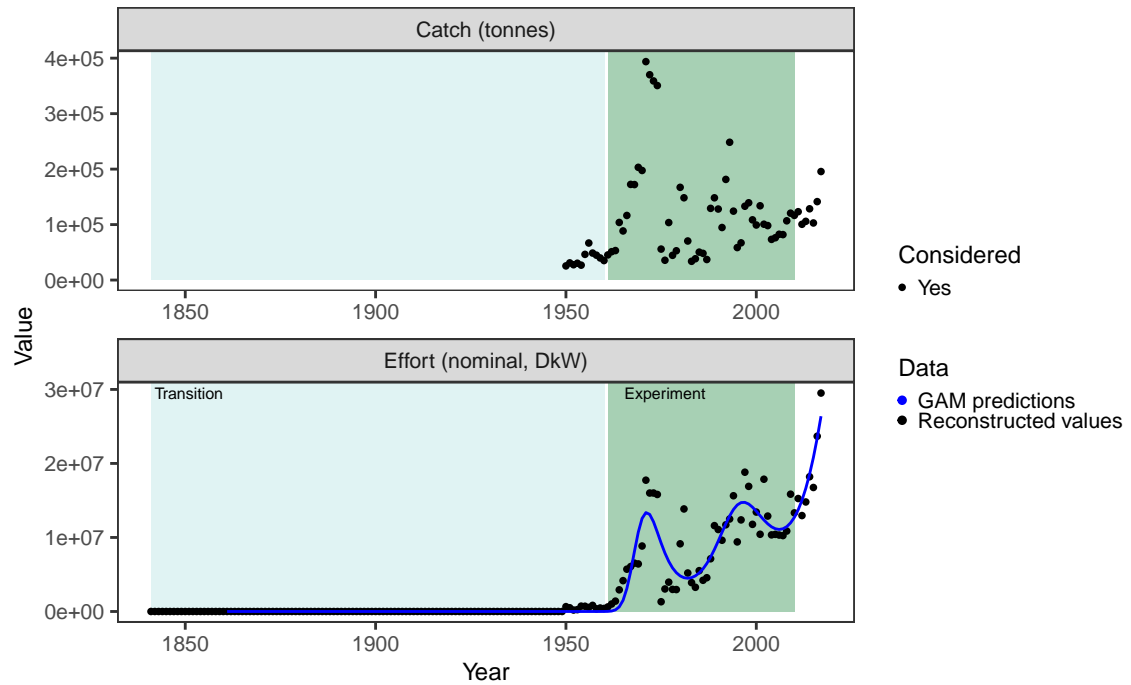 Catch (tonnes)
4e+05
3e+05
2e+05
1e+05
0e+00
1850 1900 1950 2000
Value
Effort (nominal, DkW)
3e+07
2e+07
1e+07
0e+00
Transition
Experiment
1850 1900 1950 2000
Year
Considered
Yes
Data
GAM predictions
Reconstructed values